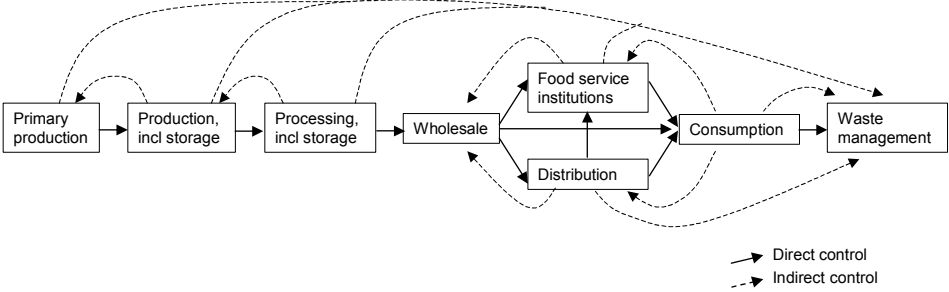 Primary
production
Production,
incl storage
Processing,
incl storage
Wholesale
Food service
institutions
Distribution
Consumption
Waste
management
Direct control
Indirect control